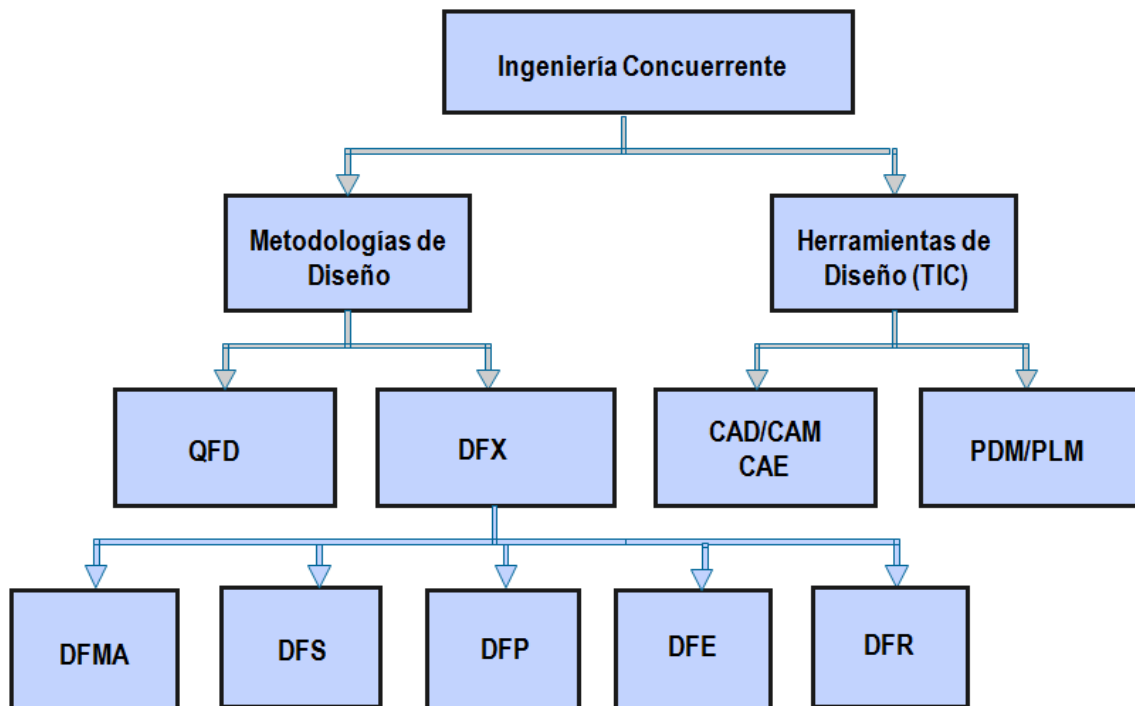 Ingeniería Concuerrente
Metodologías de
Diseño
Herramientas de
Diseño (TIC)
QFD
DFX
CAD/CAM
CAE
PDM/PLM
DFMA
DFS
DFP
DFE
DFR